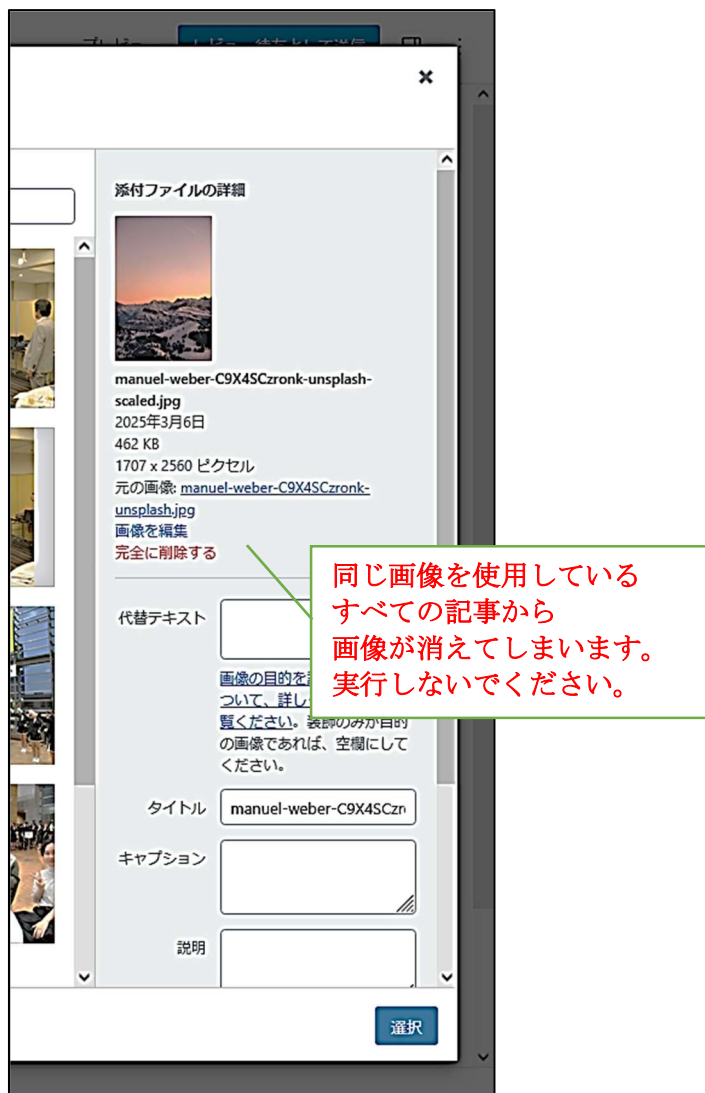 添付ファイルの詳細
manuel-weber-C9X4SCzronk-unsplash-
scaled.jpg
2025年3月6日
462 KB
1707 x 2560 ピクセル
元の画像: manuel-weber-C9X4SCzronk-
unsplash.jpg
画像を編集
完全に削除する
同じ画像を使用している
すべての記事から
画像が消えてしまいます。
実行しないでください。
代替テキスト
画像の目的を
ついて、詳し
覧ください。装飾のみが目的
の画像であれば、空欄にして
ください。
タイトル
manuel-weber-C9X4SCzr
キャプション
説明
選択